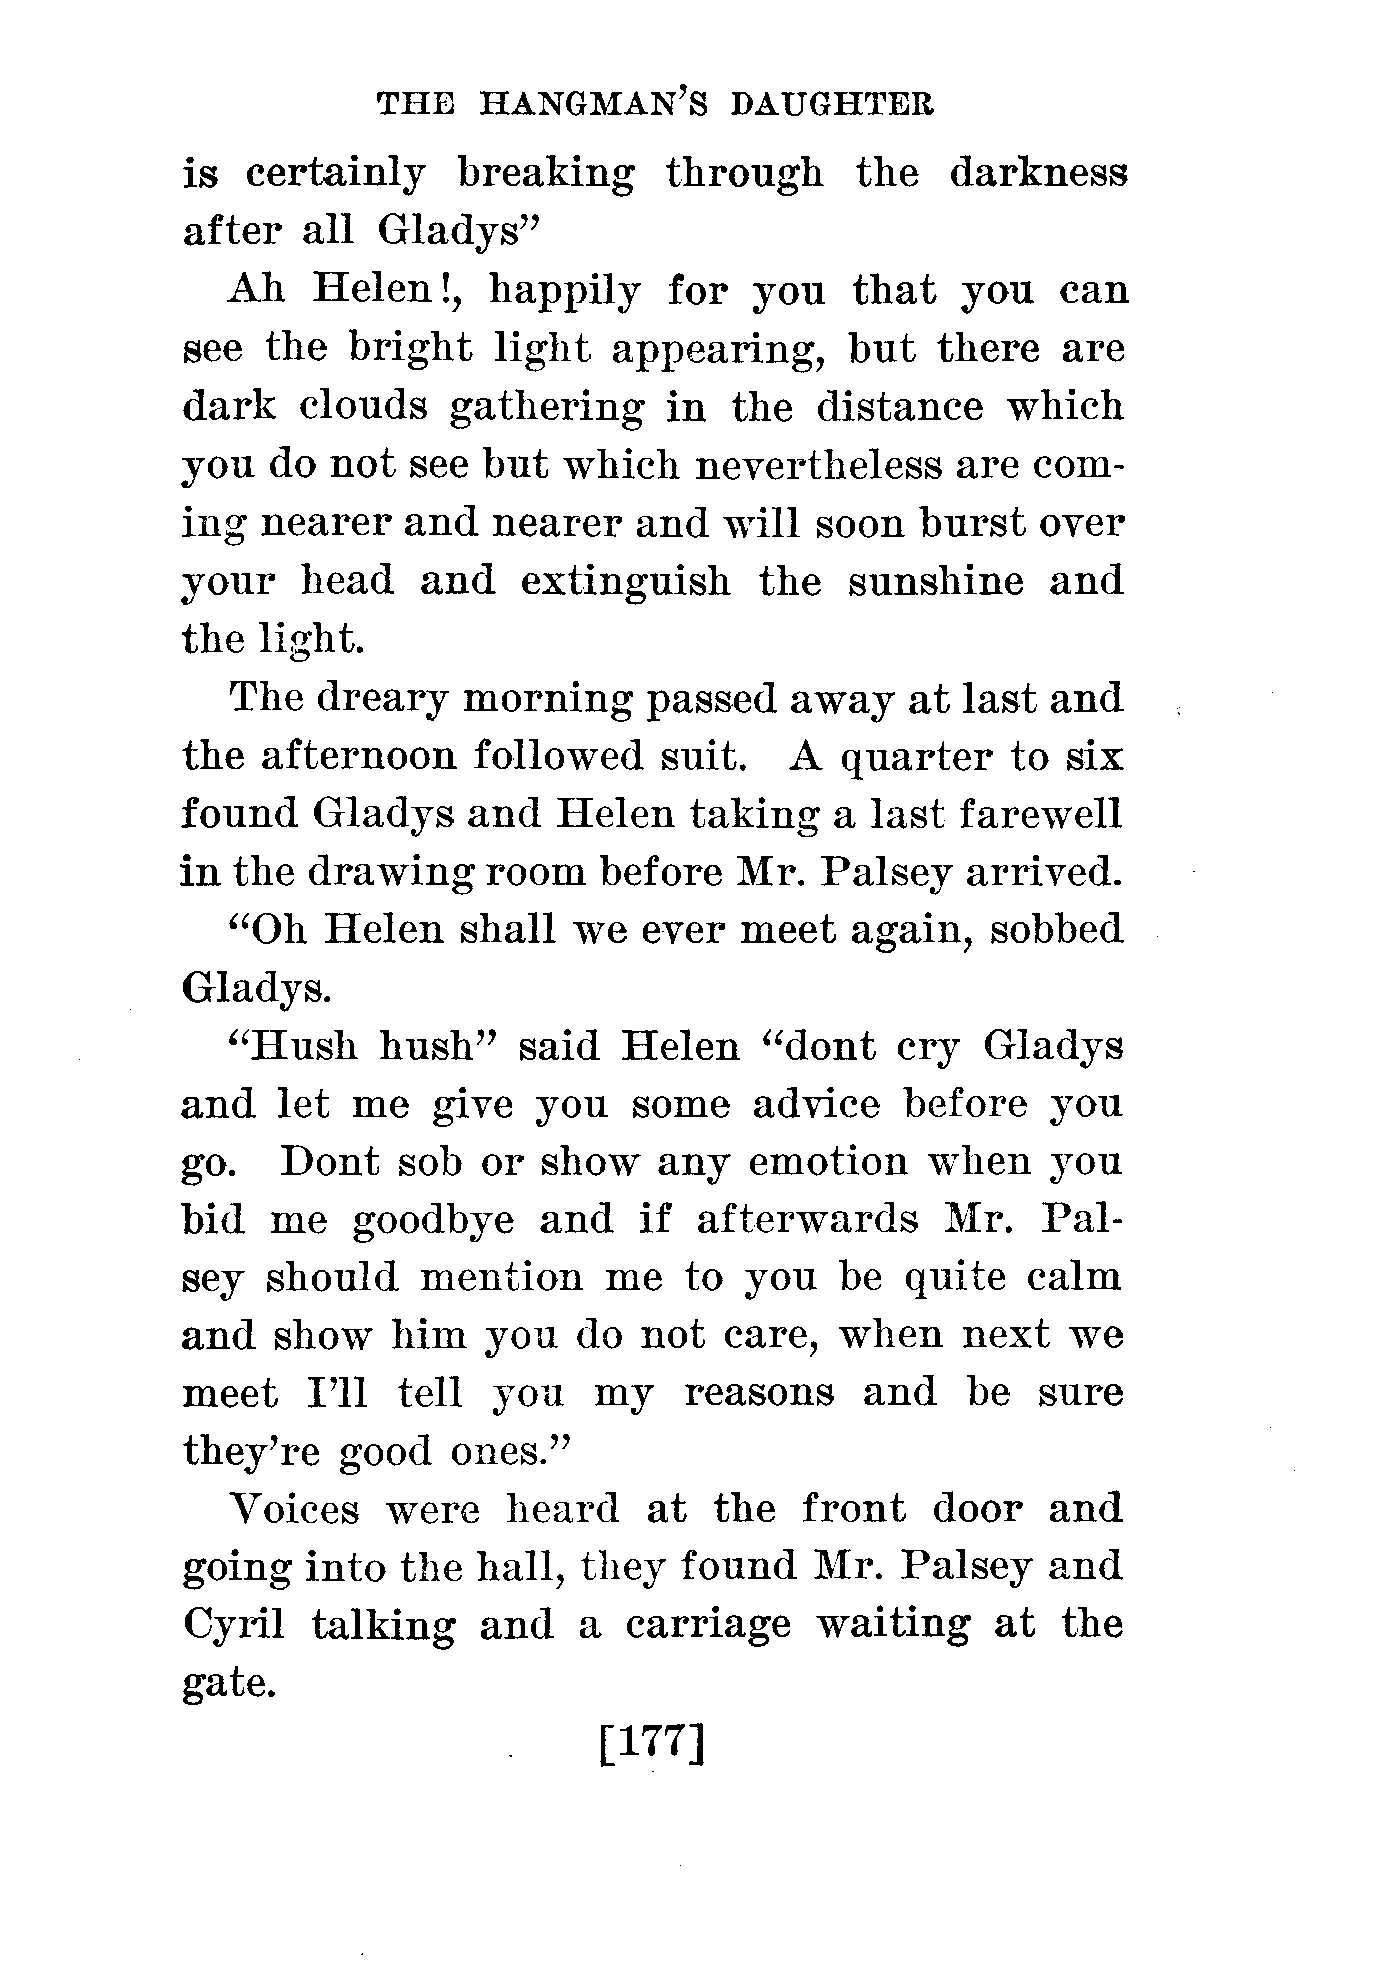 THE HANGMAN'S DAUGHTER
is certainly breaking through the darkness
after all Gladys”
Ah Helen!, happily for you that you can
see the bright light appearing, but there are
dark clouds gathering in the distance which
you do not see but which nevertheless are com-
ing nearer and nearer and will soon burst over
your head and extinguish the sunshine and
the light.
The dreary morning passed away at last and
the afternoon followed suit. A quarter to six
found Gladys and Helen taking a last farewell
in the drawing room before Mr. Palsey arrived.
“Oh Helen shall we ever meet again, sobbed
Gladys.
“Hush hush” said Helen “dont cry Gladys
and let me give you some advice before you
go. Dont sob or show any emotion when you
bid me goodbye and if afterwards Mr. Pal-
sey should mention me to you be quite calm
and show him you do not care, when next we
meet I’ll tell you my reasons and be sure
they’re good ones.”
Voices were heard at the front door and
going into the hall, they found Mr. Palsey and
Cyril talking and a carriage waiting at the
gate.
[177]